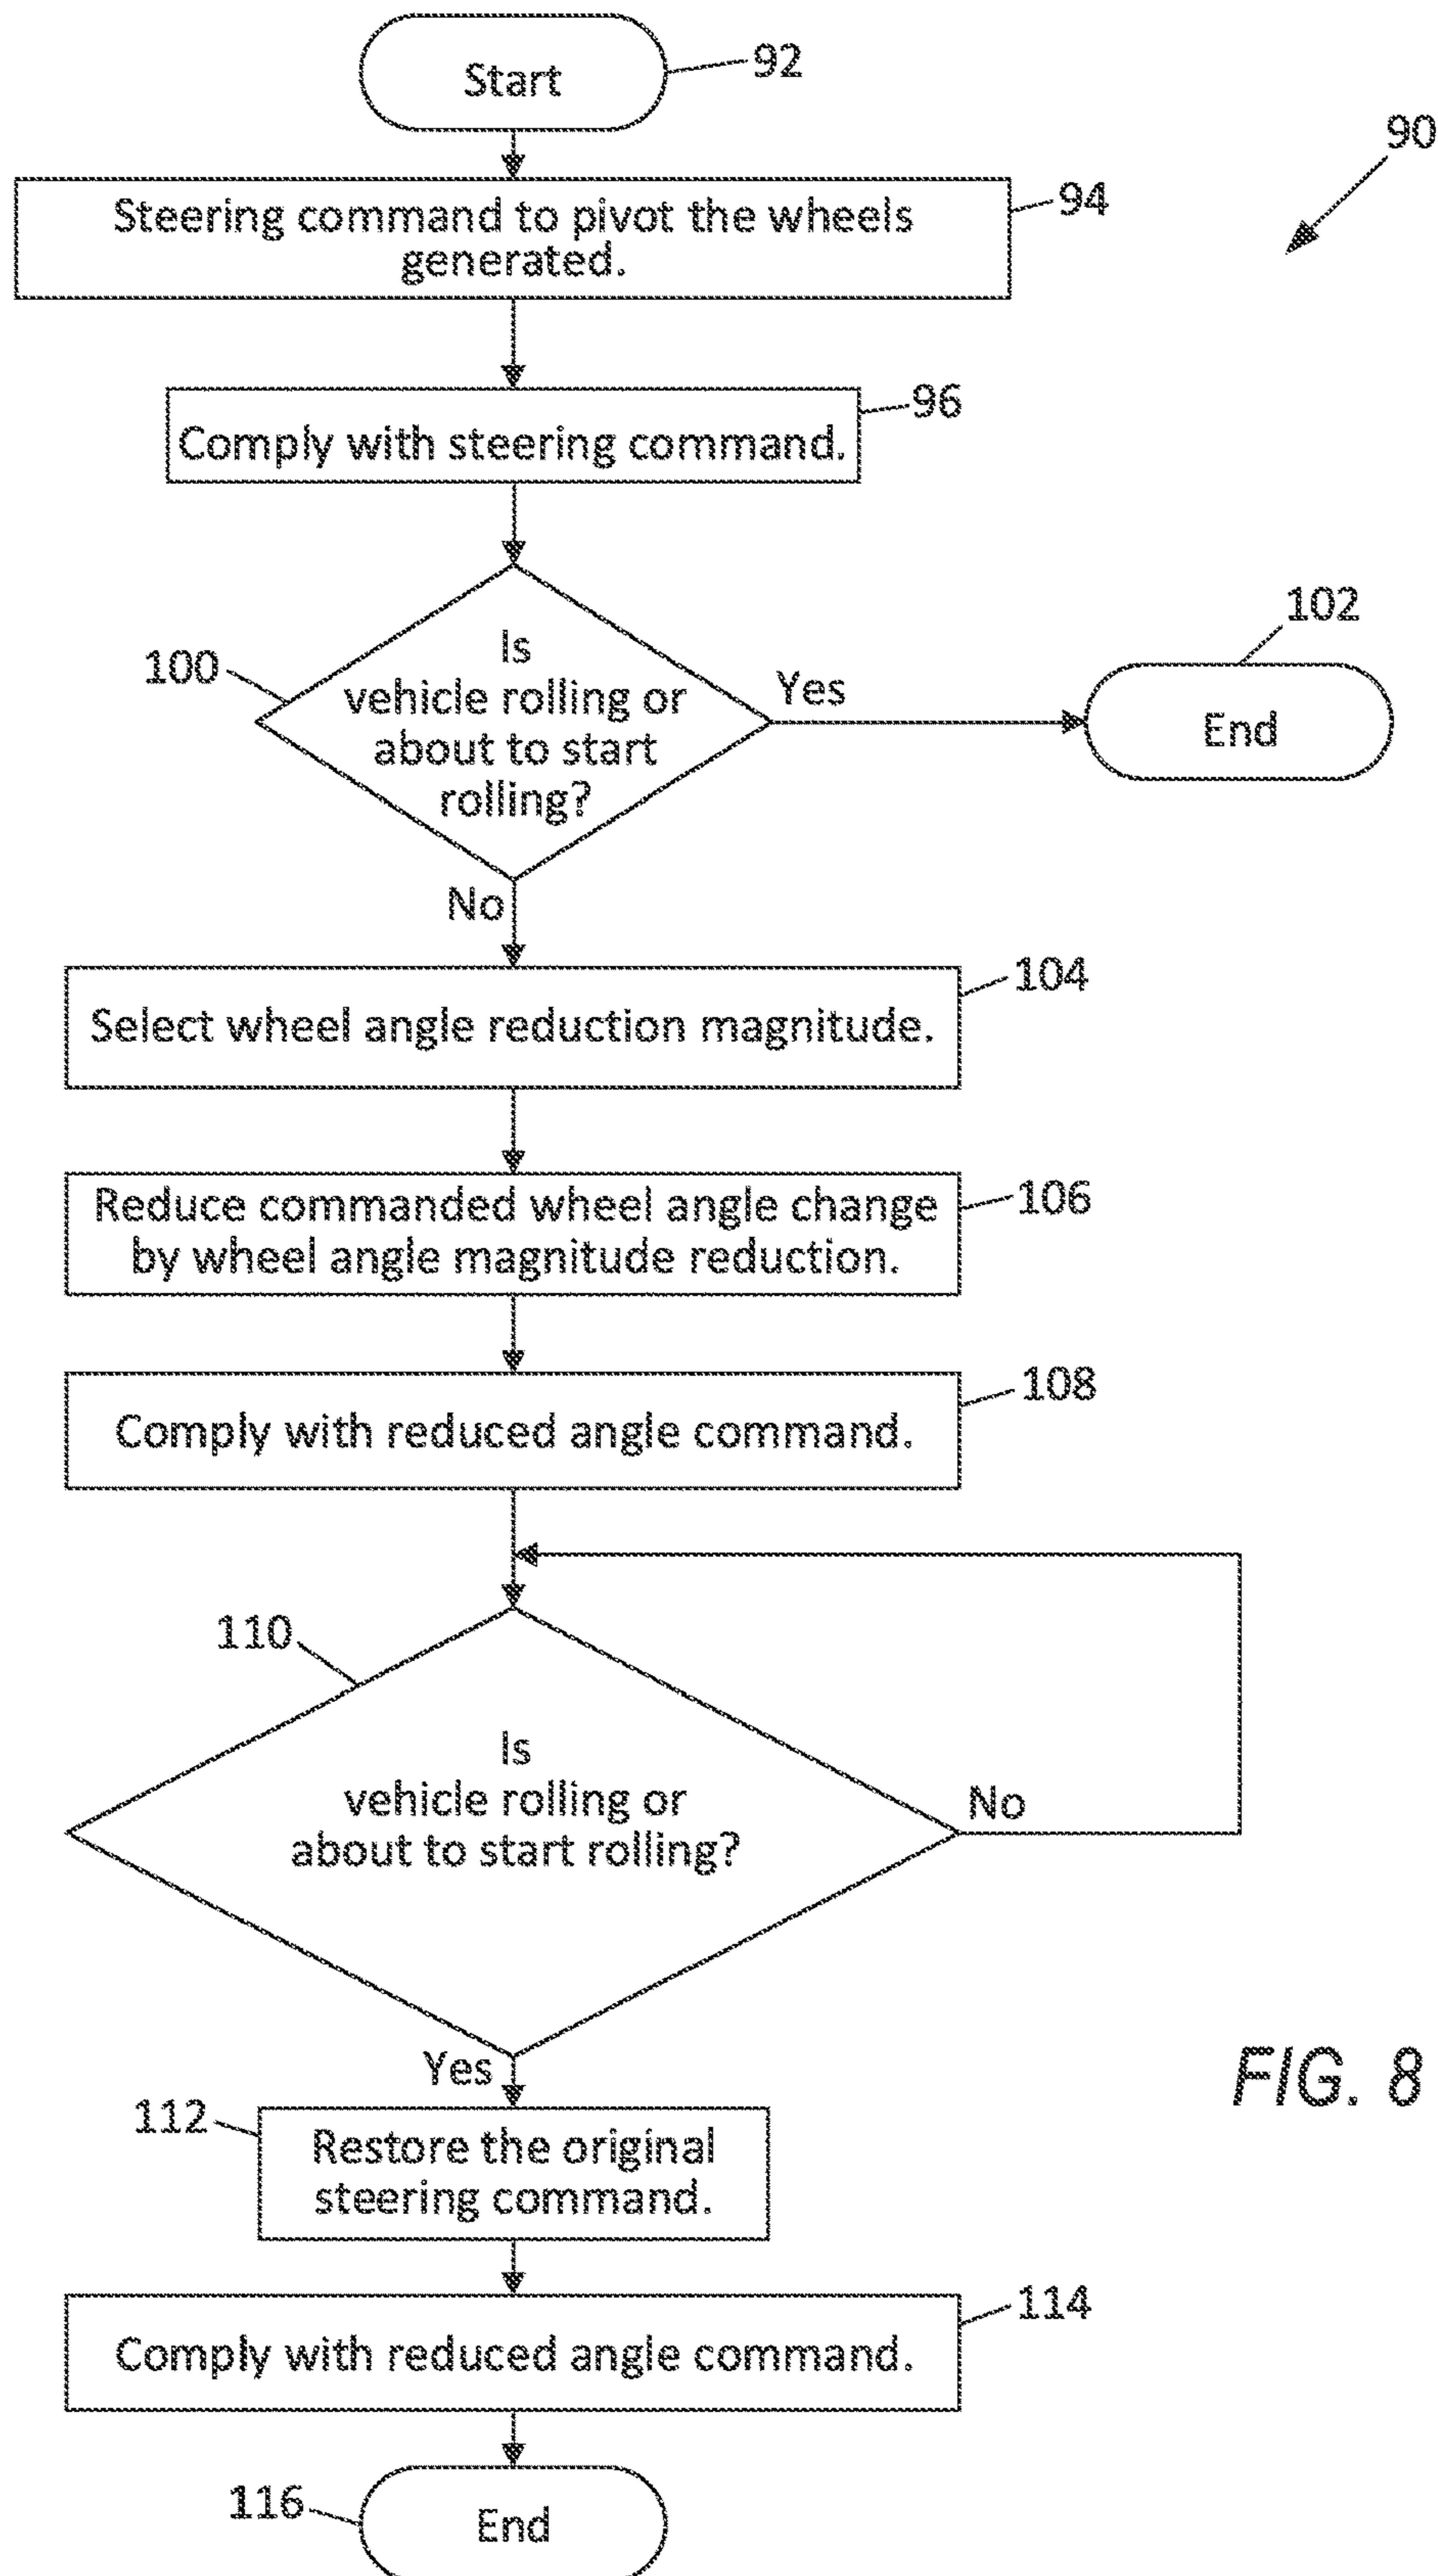 Start
92
90
Steering command to pivot the wheels
generated.
94
Comply with steering command.
96
100
Is
vehicle rolling or
about to start
rolling?
Yes
102
End
No
Select wheel angle reduction magnitude.
104
Reduce commanded wheel angle change
by wheel angle magnitude reduction.
106
Comply with reduced angle command.
108
110
Is
vehicle rolling or
about to start rolling?
No
Yes
FIG. 8
112
Restore the original
steering command.
Comply with reduced angle command.
114
116
End